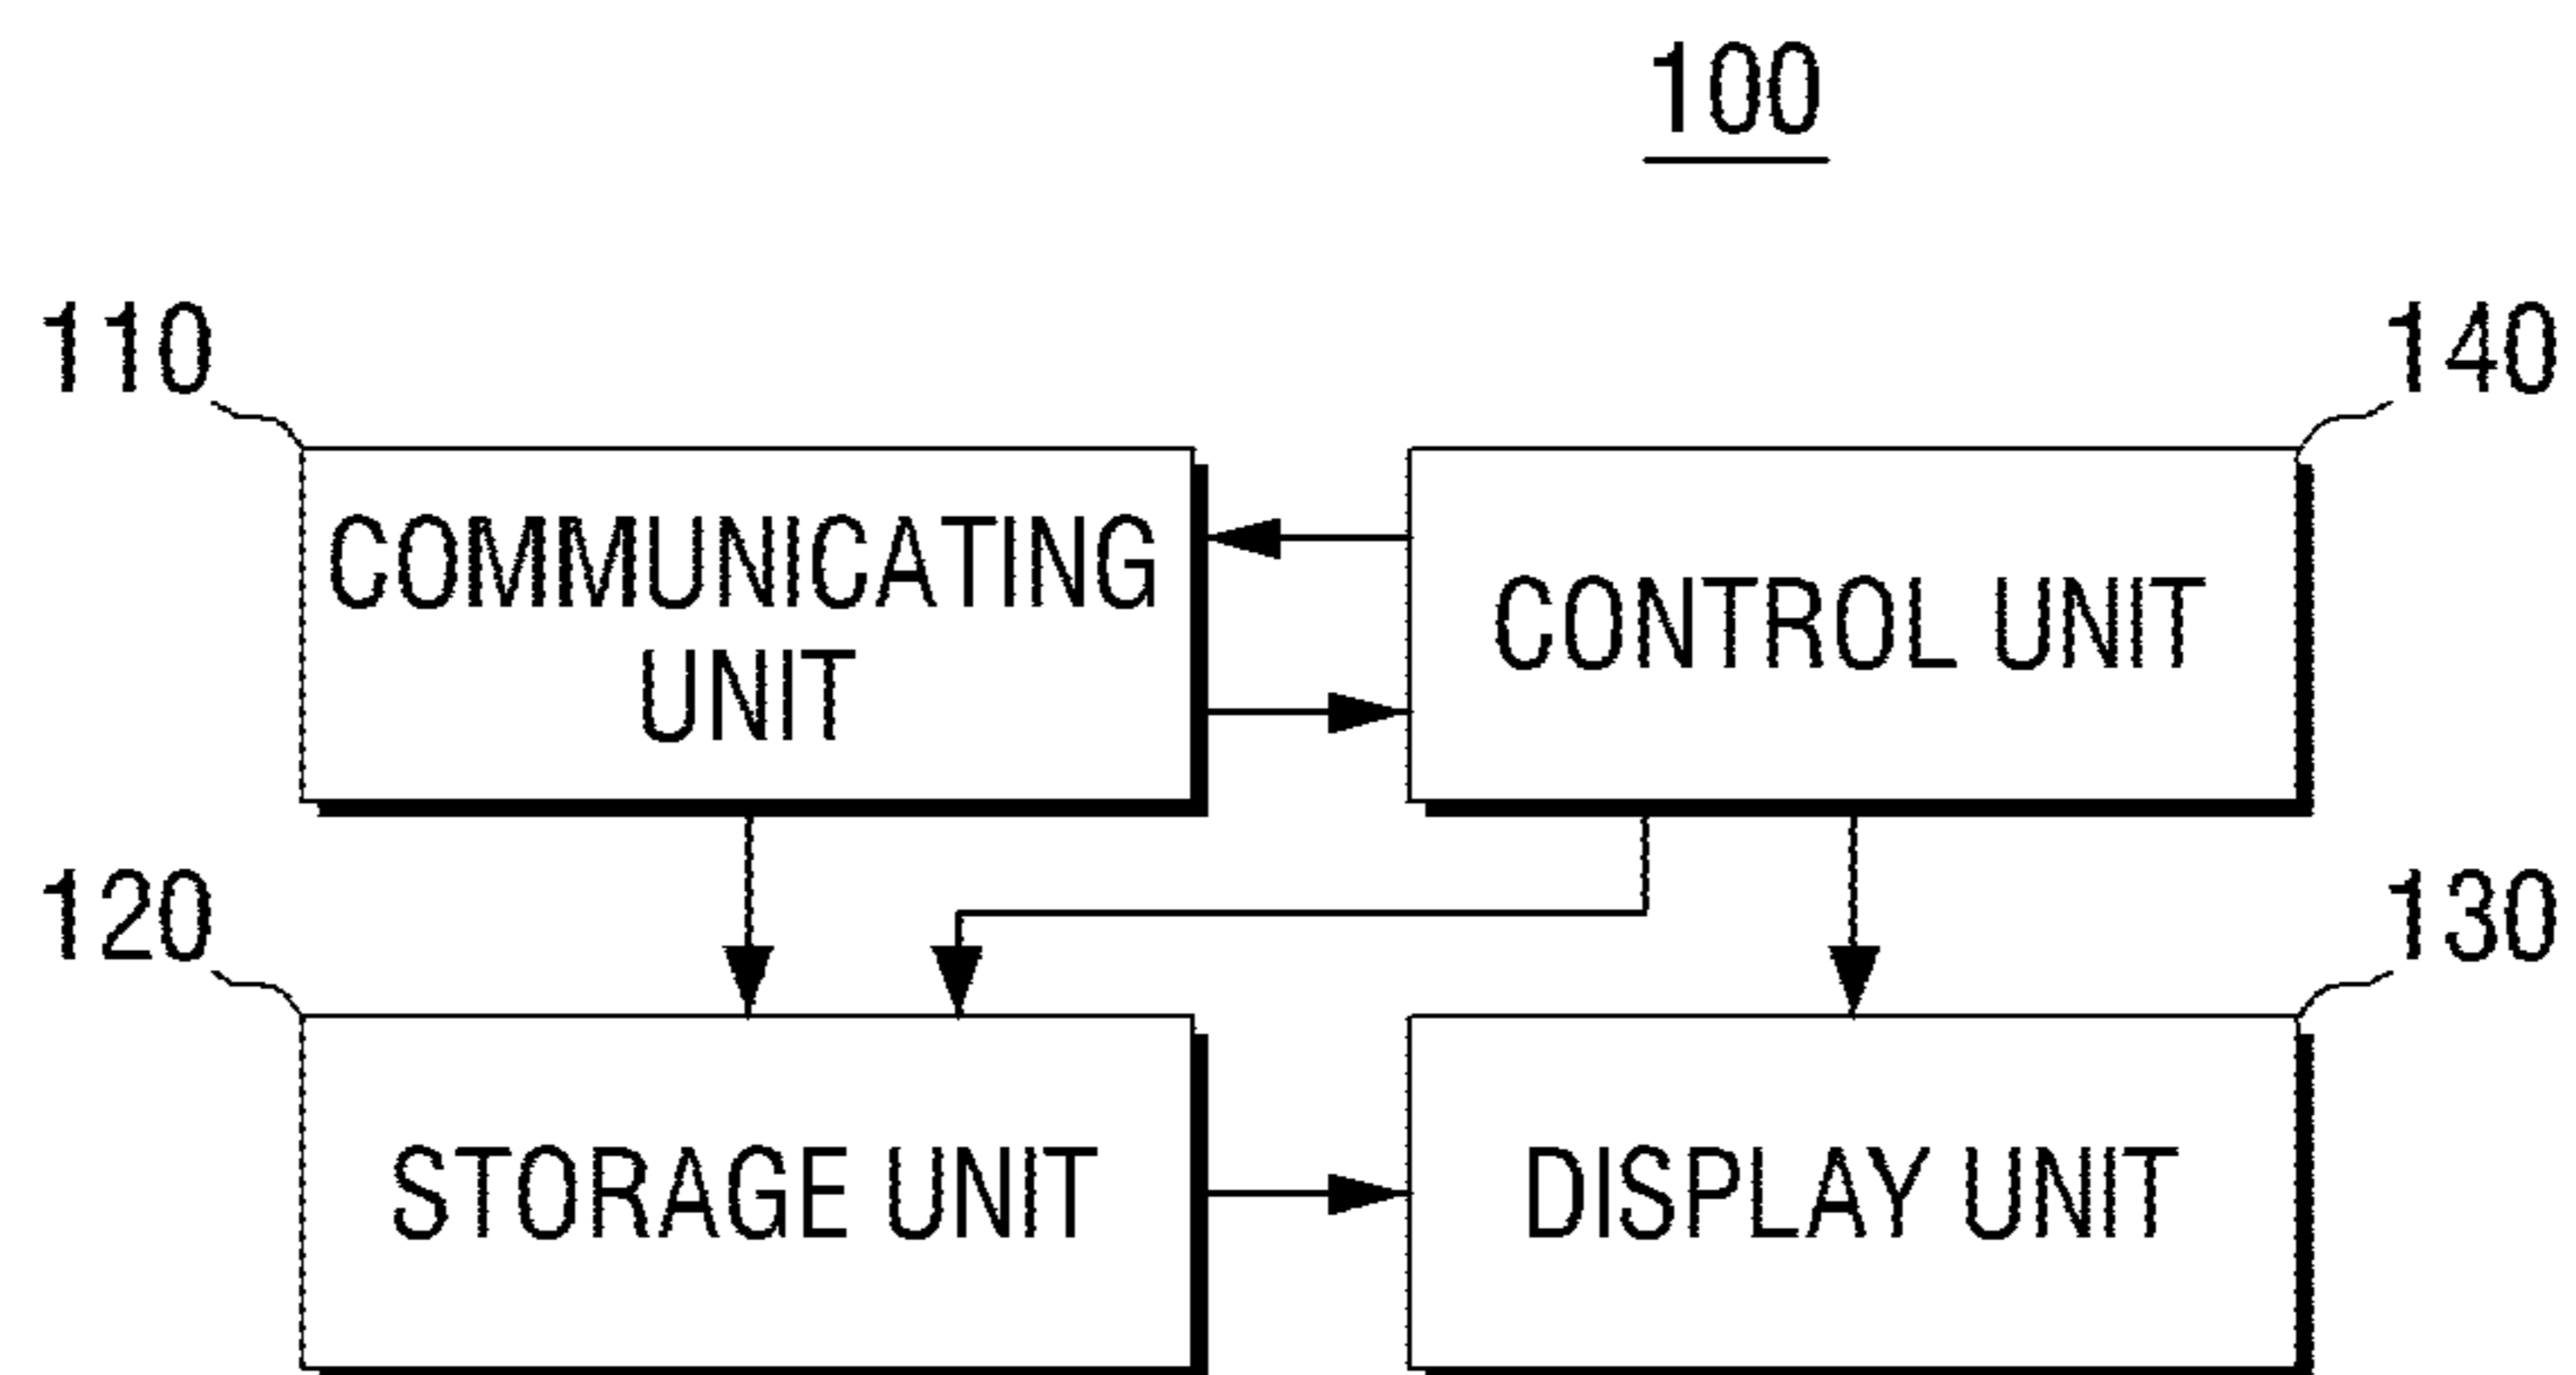 100
110
140
COMMUNICATING
UNIT
CONTROL UNIT
120
130
STORAGE UNIT
DISPLAY UNIT